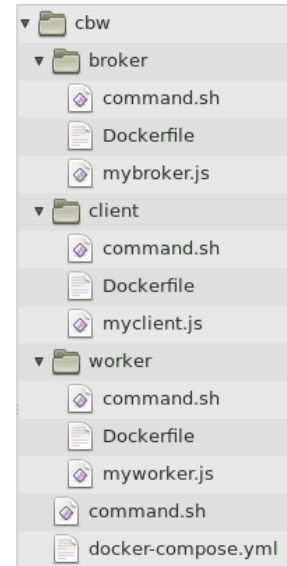 cbw
broker
command.sh
Dockerfile
mybroker.js
client
command.sh
Dockerfile
myclient.js
worker
command.sh
Dockerfile
myworker.js
command.sh
docker-compose.yml